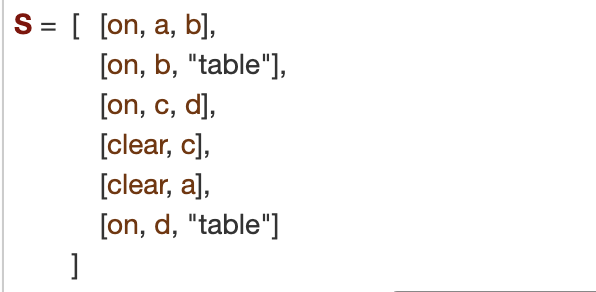 S = [ [on, a, b],
[on, b, "table"],
[on, c, d],
[clear, c],
[clear, a],
[on, d, "table"]
]